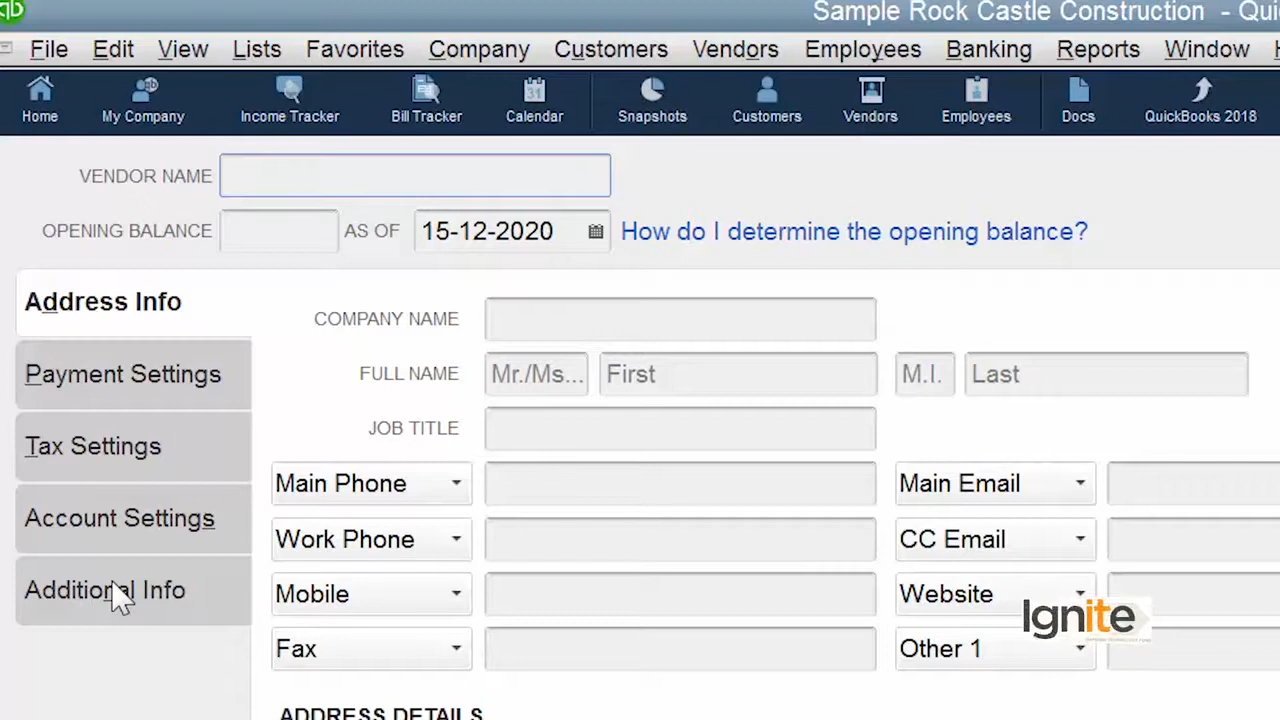 qb
Sample Rock Castle Construction - Qui
File Edit View Lists Favorites Company Customers Vendors Employees Banking Reports Window H
Home My Company Income Tracker Bill Tracker Calendar Snapshots Customers Vendors Employees Docs QuickBooks 2018
31
VENDOR NAME
OPENING BALANCE AS OF 15-12-2020 How do I determine the opening balance?
Address Info
COMPANY NAME
Payment Settings
FULL NAME Mr./Ms... First M.I. Last
JOB TITLE
Tax Settings
Main Phone Main Email
Account Settings
Work Phone CC Email
Additional Info
Mobile Website
Ignite
Fax Other 1
ADDRESS DETAILS